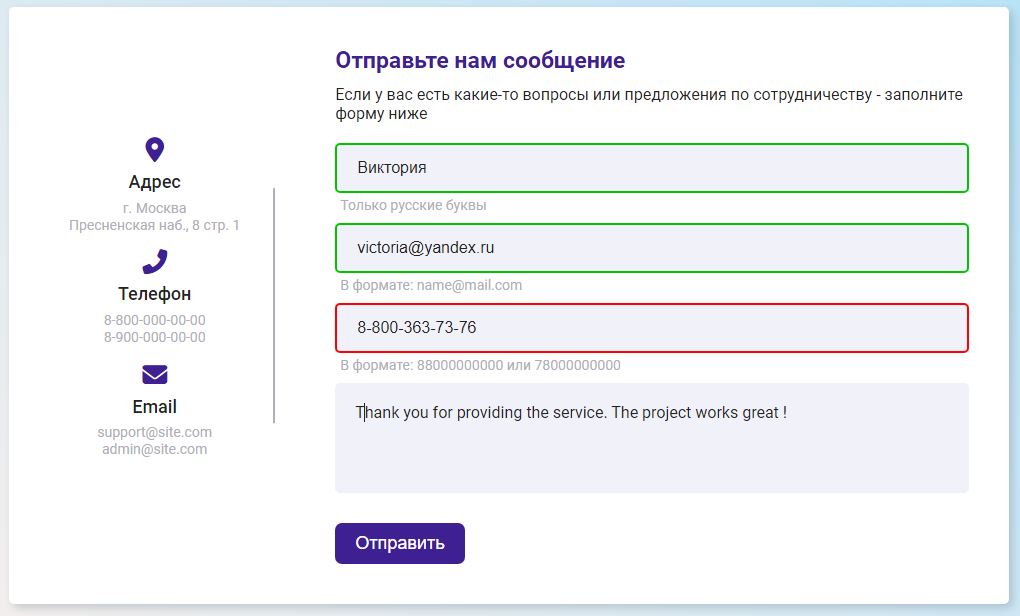 Отправьте нам сообщение
Если у вас есть какие-то вопросы или предложения по сотрудничеству - заполните
форму ниже
Адрес
г. Москва
Пресненская наб., 8 стр. 1
Телефон
8-800-000-00-00
8-900-000-00-00
Email
support@site.com
admin@site.com
Виктория
Только русские буквы
victoria@yandex.ru
В формате: name@mail.com
8-800-363-73-76
В формате: 88000000000 или 78000000000
Thank you for providing the service. The project works great !
Отправить